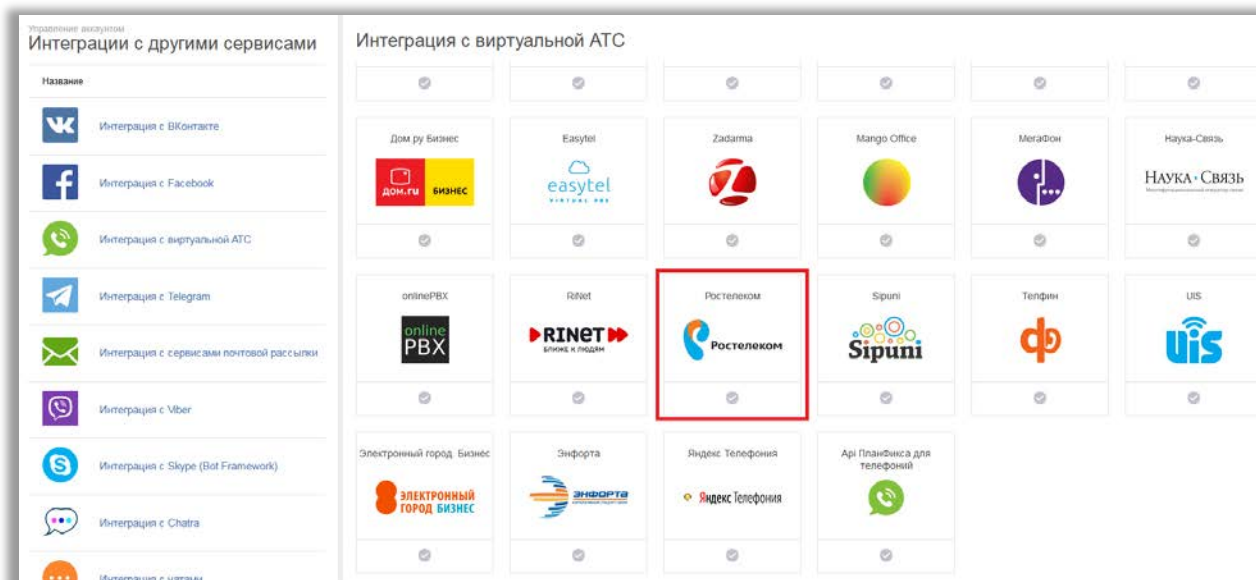 Управление аккаунтом
Интеграции с другими сервисами
Название
Интеграция с ВКонтакте
Интеграция с Facebook
Интеграция с виртуальной АТС
Интеграция с Telegram
Интеграция с сервисами почтовой рассылки
Интеграция с Viber
Интеграция с Skype (Bot Framework)
Интеграция с Chatra
Интеграция с чатами
Интеграция с виртуальной АТС
Дом ру Бизнес
Easytel
Zadarma
Mango Office
МегаФон
Наука-Связь
ДОМ.ru БИЗНЕС
easytel
VIRTUAL PBX
НАУКА·СВЯЗЬ
onlinePBX
RiNet
Ростелеком
Sipuni
Телфин
UIS
online
PBX
RINET
БЛИЖЕ К ЛЮДЯМ
Ростелеком
Sipuni
UIS
Электронный город. Бизнес
Энфорта
Яндекс Телефония
Api ПланФикса для
телефоний
ЭЛЕКТРОННЫЙ
ГОРОД БИЗНЕС
ЭНФОРТА
Яндекс Телефония